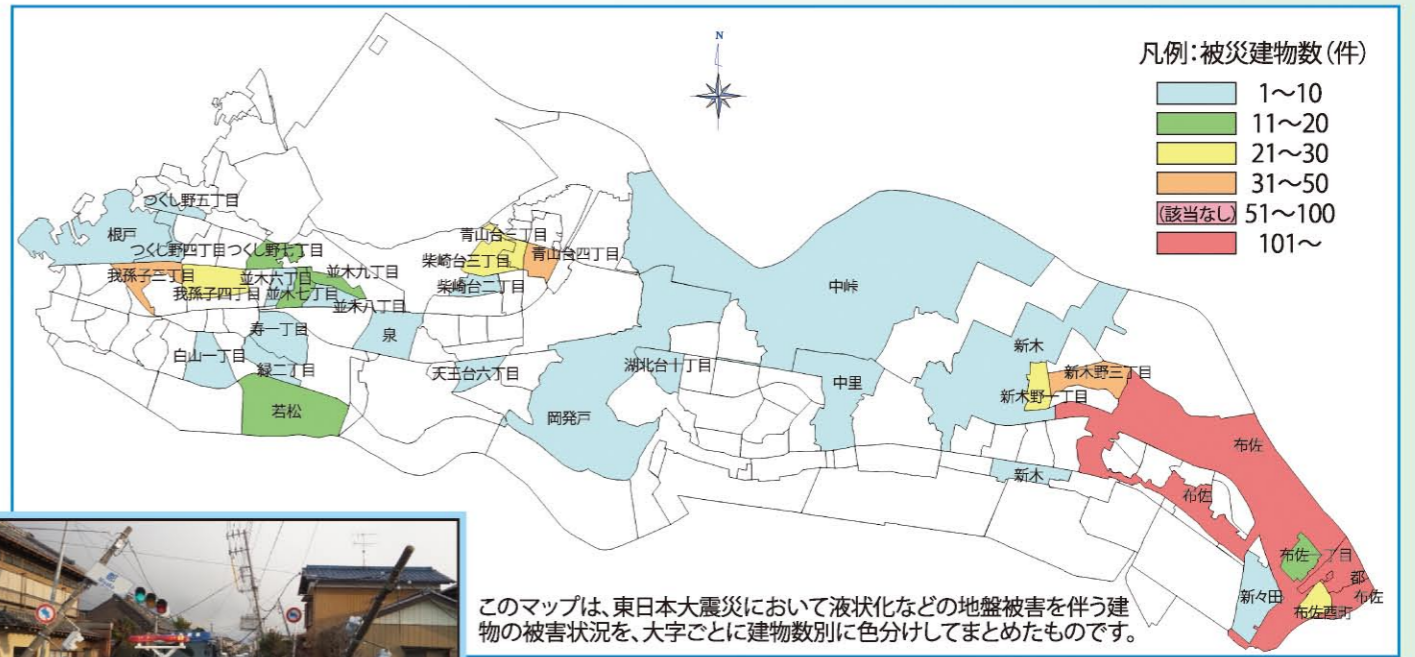 N
凡例:被災建物数(件)
1～10
11～20
21～30
31～50
(該当なし) 51～100
101～
つくし野五丁目
根戸
つくし野四丁目
つくし野七丁目
我孫子三丁目
我孫子四丁目
並木六丁目
並木七丁目
並木九丁目
並木八丁目
青山台三丁目
柴崎台三丁目
青山台四丁目
柴崎台二丁目
寿一丁目
泉
白山一丁目
緑二丁目
若松
天王台六丁目
岡発戸
湖北台十丁目
中峠
中里
新木
新木野三丁目
新木野一丁目
新木
布佐
布佐
布佐一丁目
都
布佐
新々田
布佐酉町
このマップは、東日本大震災において液状化などの地盤被害を伴う建
物の被害状況を、大字ごとに建物数別に色分けしてまとめたものです。